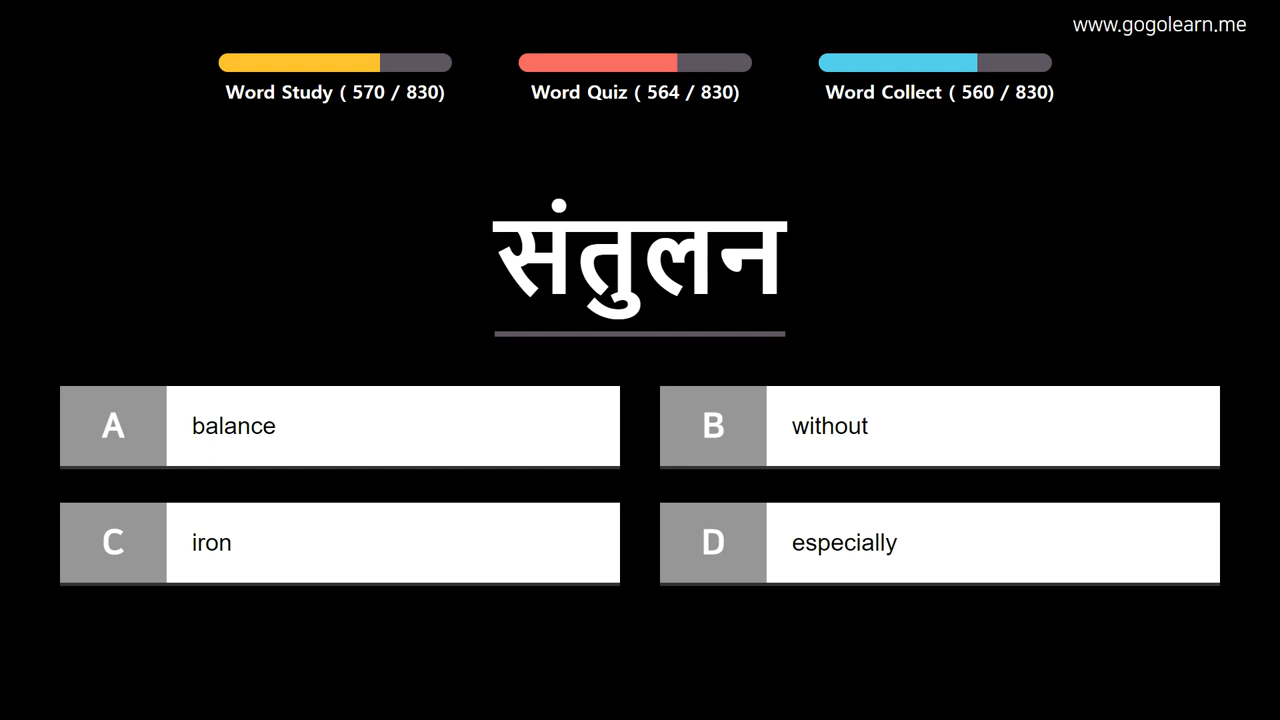 www.gogolearn.me
Word Study ( 570 / 830)
Word Quiz ( 564 / 830)
Word Collect ( 560 / 830)
संतुलन
A balance
B without
C iron
D especially